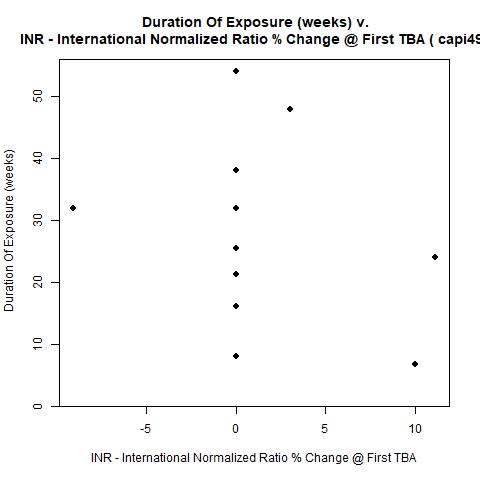 Duration Of Exposure (weeks) v.
INR - International Normalized Ratio % Change @ First TBA ( capi49
Duration Of Exposure (weeks)
50
40
30
20
10
0
-5 0 5 10
INR - International Normalized Ratio % Change @ First TBA